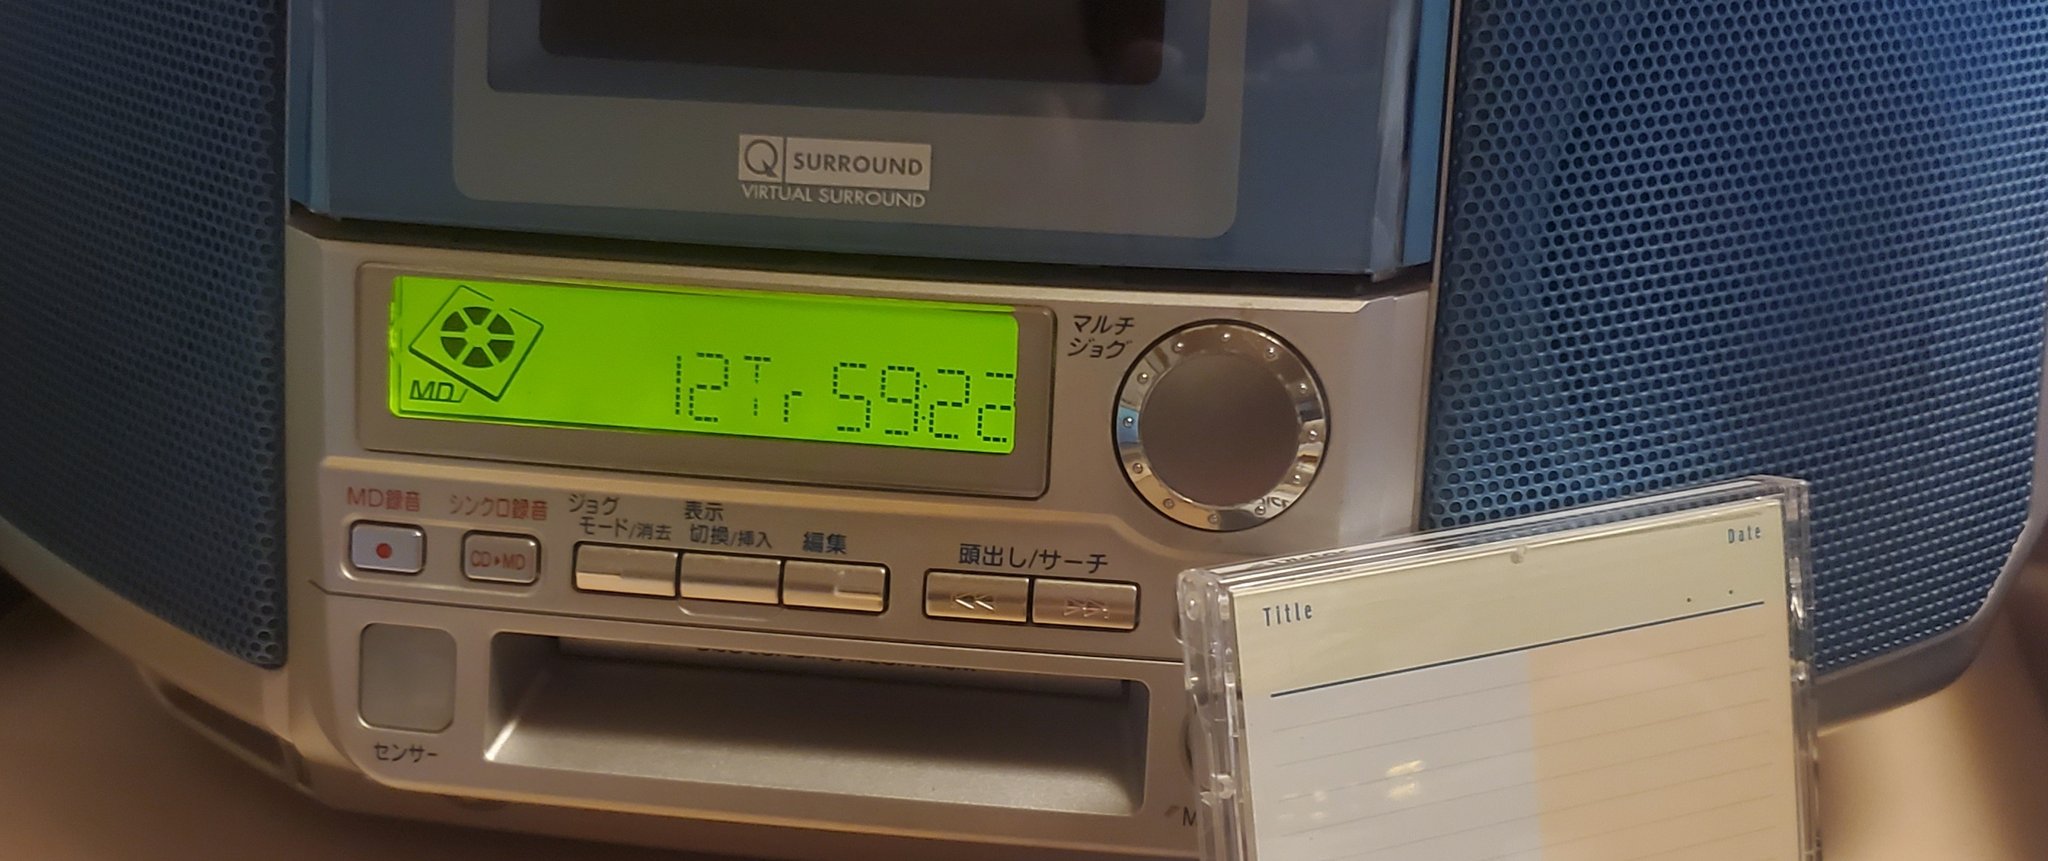 Q SURROUND
VIRTUAL SURROUND
MD
12Tr 59:22
マルチ
ジョグ
MD録音
シンクロ録音
ジョグ
モード/消去
表示
切換/挿入
編集
頭出し/サーチ
CD▶MD
センサー
Title
Date
M